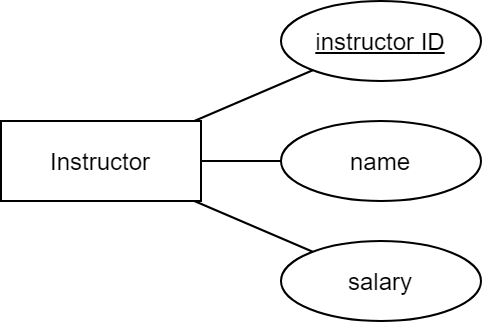 instructor ID
Instructor
name
salary